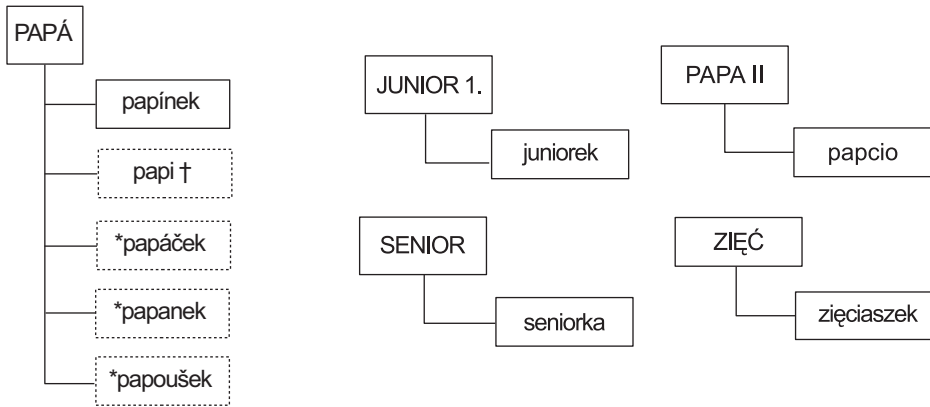 PAPÁ
papínek
papi †
*papáček
*papanek
*papoušek
JUNIOR 1.
juniorek
SENIOR
seniorka
PAPA II
papcio
ZIĘĆ
zięciaszek